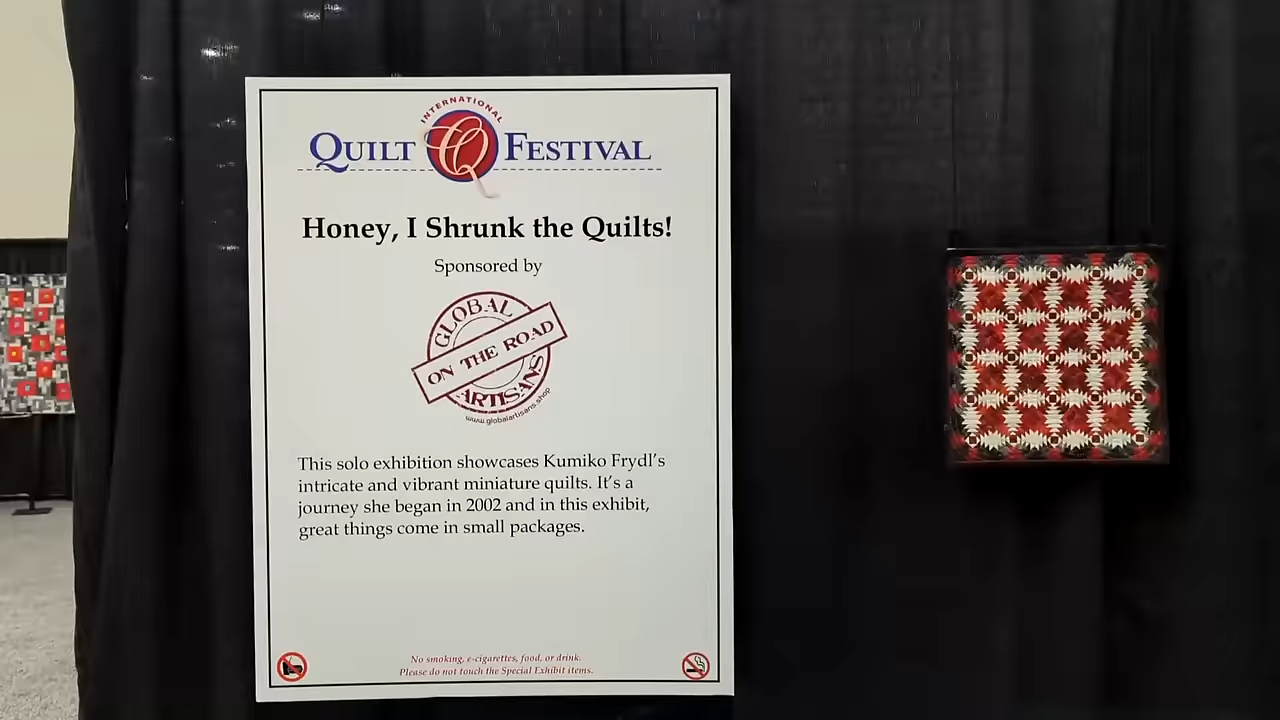 INTERNATIONAL
QUILT Q FESTIVAL
Honey, I Shrunk the Quilts!
Sponsored by
GLOBAL
ON THE ROAD
ARTISANS
www.globalartisans.shop
This solo exhibition showcases Kumiko Frydl's
intricate and vibrant miniature quilts. It's a
journey she began in 2002 and in this exhibit,
great things come in small packages.
No smoking, e-cigarettes, food, or drink.
Please do not touch the Special Exhibit items.